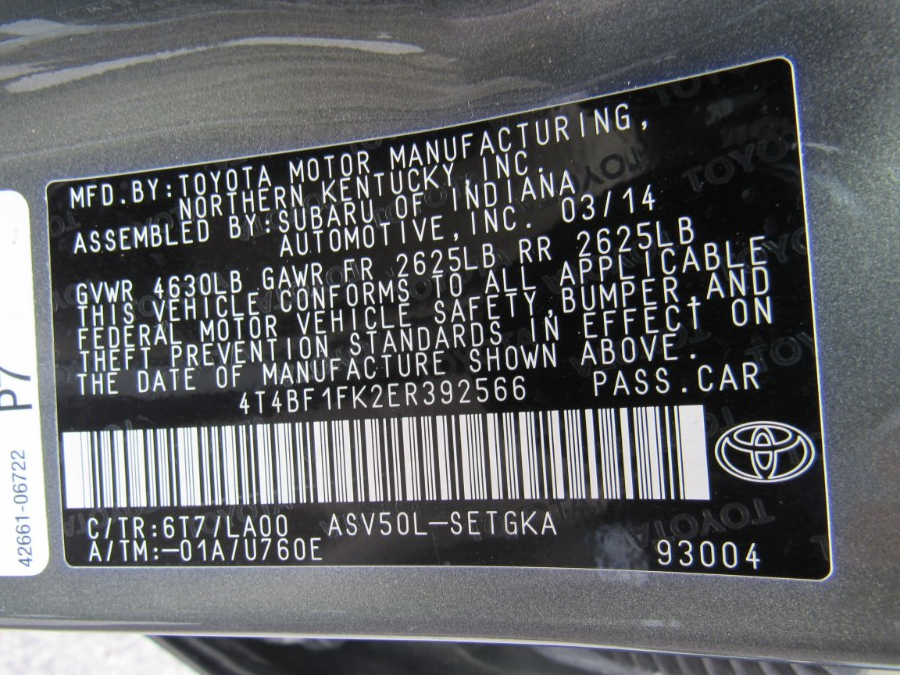 MFD.BY:TOYOTA MOTOR MANUFACTURING,
NORTHERN KENTUCKY, INC.
ASSEMBLED BY:SUBARU OF INDIANA
AUTOMOTIVE,INC. 03/14
GVWR 4630LB GAWR FR 2625LB RR 2625LB
THIS VEHICLE CONFORMS TO ALL APPLICABLE
FEDERAL MOTOR VEHICLE SAFETY,BUMPER,AND
THEFT PREVENTION STANDARDS IN EFFECT ON
THE DATE OF MANUFACTURE SHOWN ABOVE.
4T4BF1FK2ER392566 PASS.CAR
C/TR:6T7/LA00 ASV50L-SETGKA
A/TM:-01A/U760E 93004
P7
42661-06722